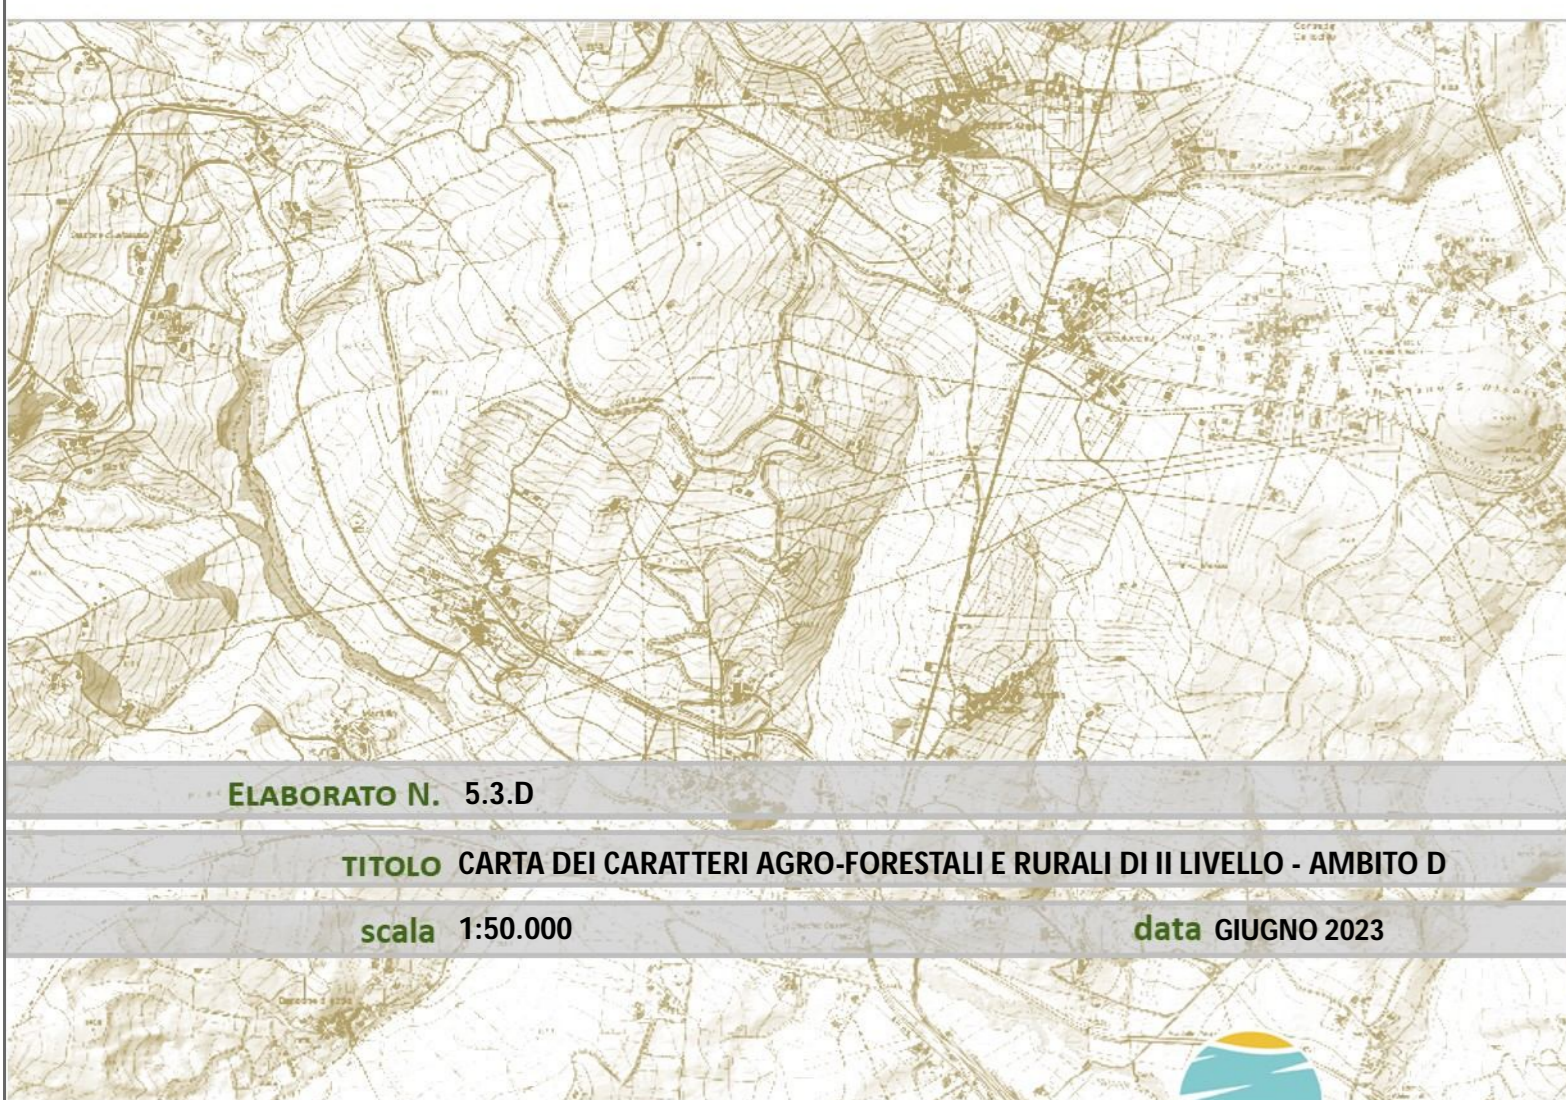 ELABORATO N. 5.3.D
TITOLO CARTA DEI CARATTERI AGRO-FORESTALI E RURALI DI II LIVELLO - AMBITO D
scala 1:50.000 data GIUGNO 2023